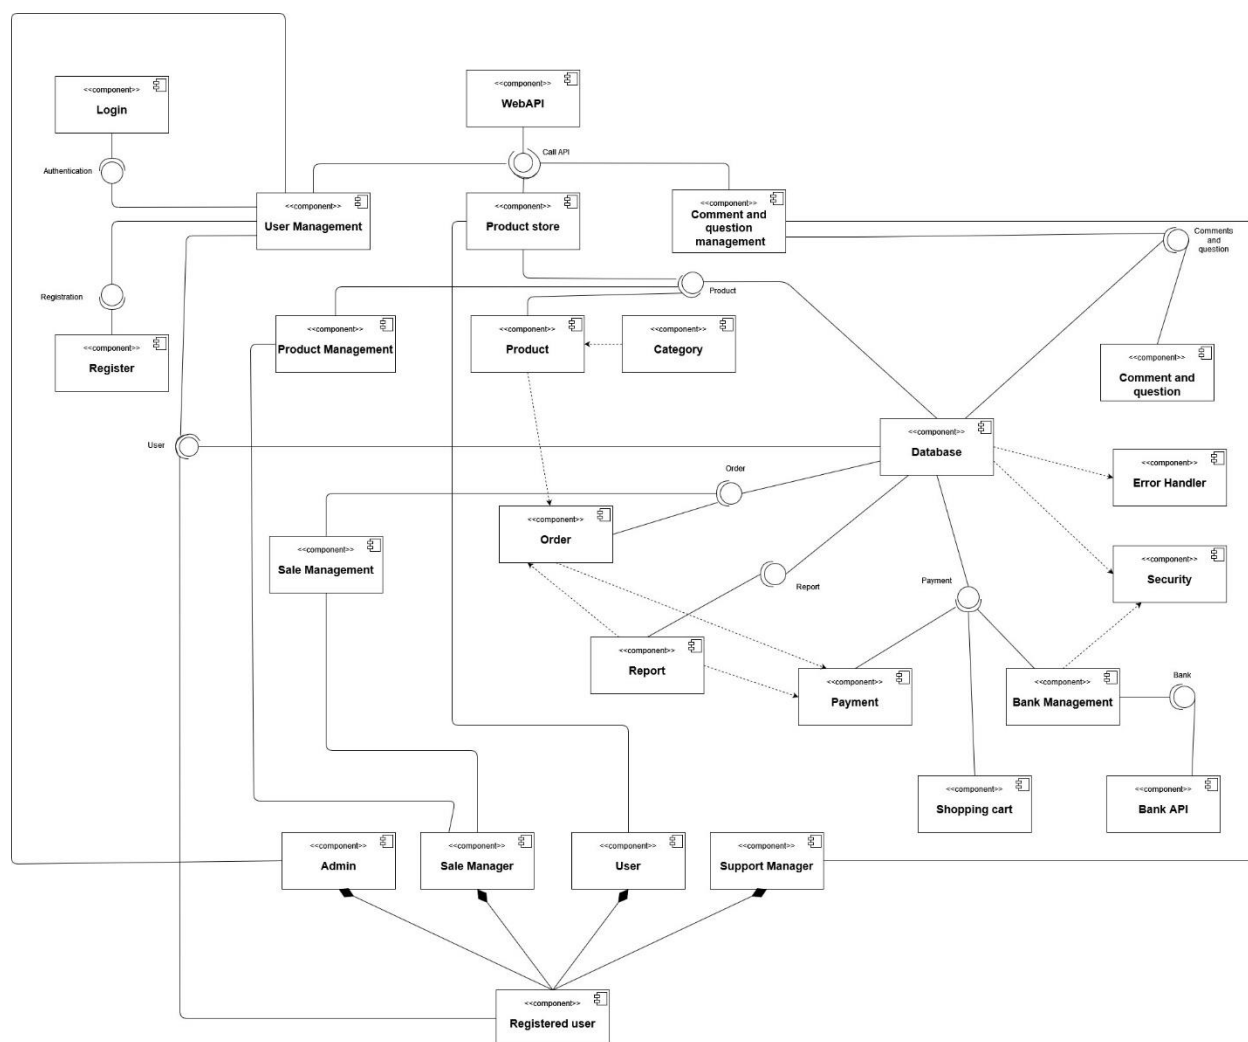 <<component>>
Login
<<component>>
WebAPI
Call API
Authentication
<<component>>
User Management
<<component>>
Product store
<<component>>
Comment and
question
management
Comments
and
question
Registration
Product
<<component>>
Register
<<component>>
Product Management
<<component>>
Product
<<component>>
Category
<<component>>
Comment and
question
User
<<component>>
Database
<<component>>
Error Handler
Order
<<component>>
Order
<<component>>
Sale Management
<<component>>
Security
Report
Payment
<<component>>
Report
<<component>>
Payment
<<component>>
Bank Management
Bank
<<component>>
Shopping cart
<<component>>
Bank API
<<component>>
Admin
<<component>>
Sale Manager
<<component>>
User
<<component>>
Support Manager
<<component>>
Registered user